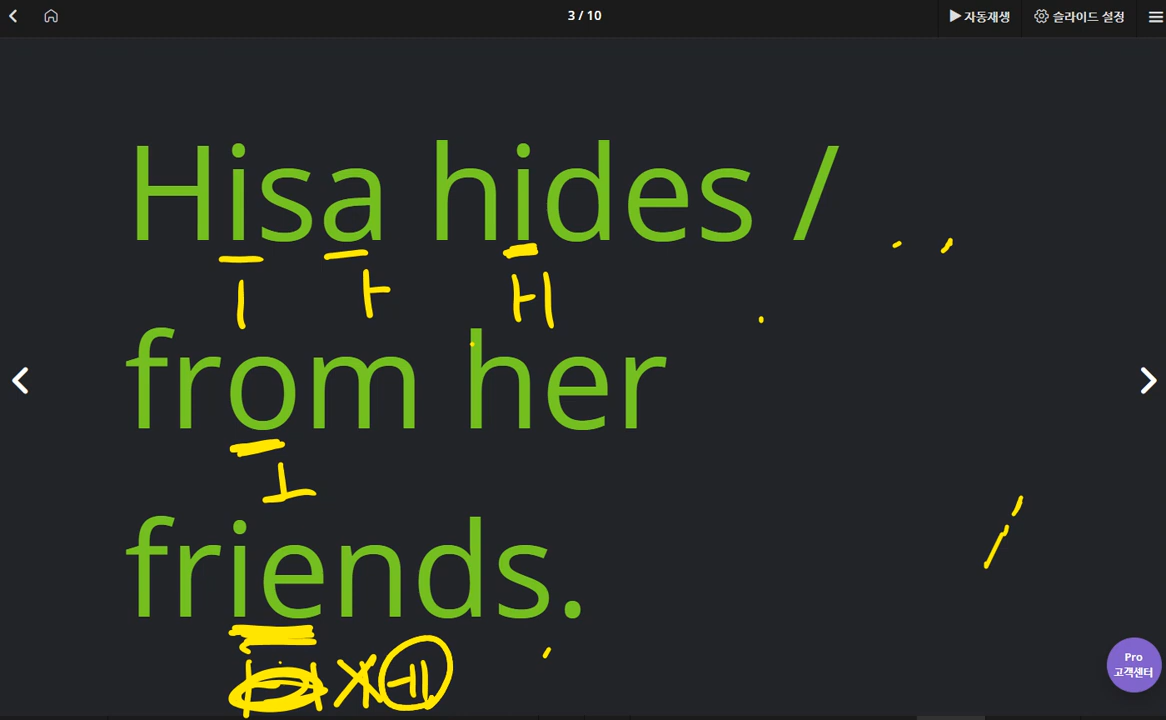 3 / 10
▶ 자동재생
슬라이드 설정
Hisa hides /
ㅣ ㅏ ㅐ
from her
ㅗ
friends.
X ㅔ
Pro
고객센터